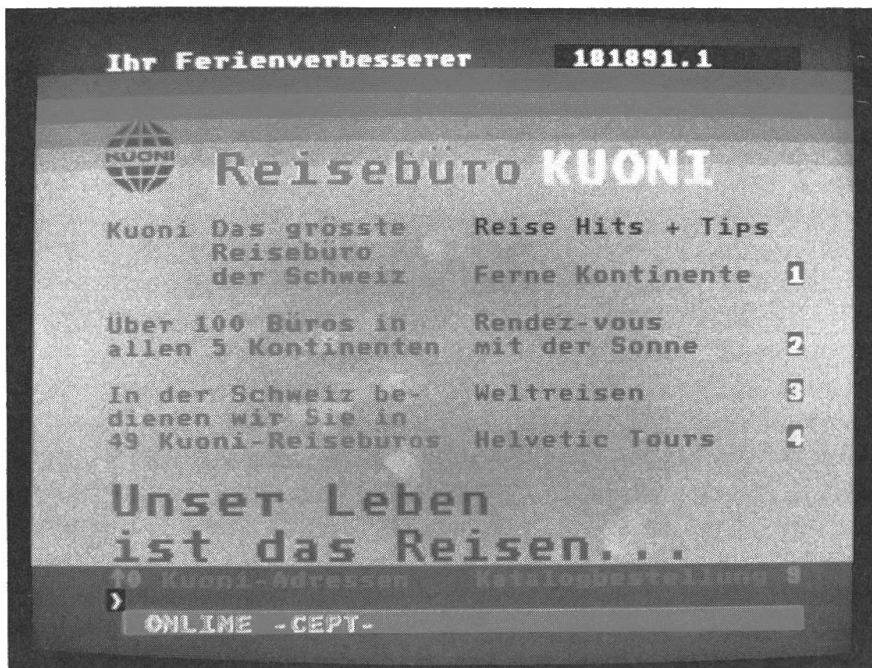 Ihr Ferienverbesserer 181891.1
KUONI
Reisebüro KUONI
Kuoni Das grösste
Reisebüro
der Schweiz
Über 100 Büros in
allen 5 Kontinenten
In der Schweiz be-
dienen wir Sie in
49 Kuoni-Reisebüros
Reise Hits + Tips
Ferne Kontinente 1
Rendez-vous
mit der Sonne 2
Weltreisen 3
Helvetic Tours 4
Unser Leben
ist das Reisen...
10 Kuoni-Adressen Katalogbestellung 9
>
ONLINE -CEPT-